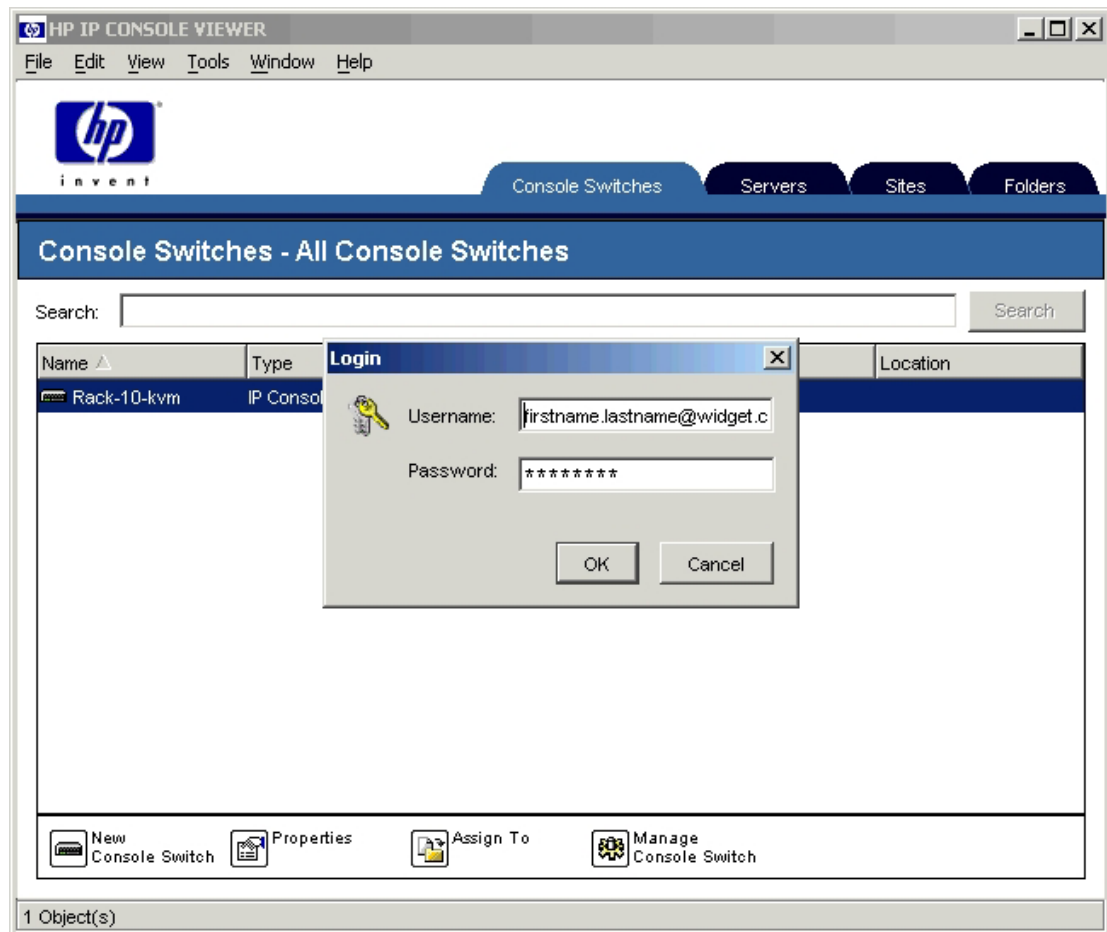 HP IP CONSOLE VIEWER
File Edit View Tools Window Help
hp
invent
Console Switches Servers Sites Folders
Console Switches - All Console Switches
Search: Search
Name Type Location
Rack-10-kvm IP Consol
Login
Username: firstname.lastname@widget.c
Password: ********
OK Cancel
New Console Switch
Properties
Assign To
Manage Console Switch
1 Object(s)